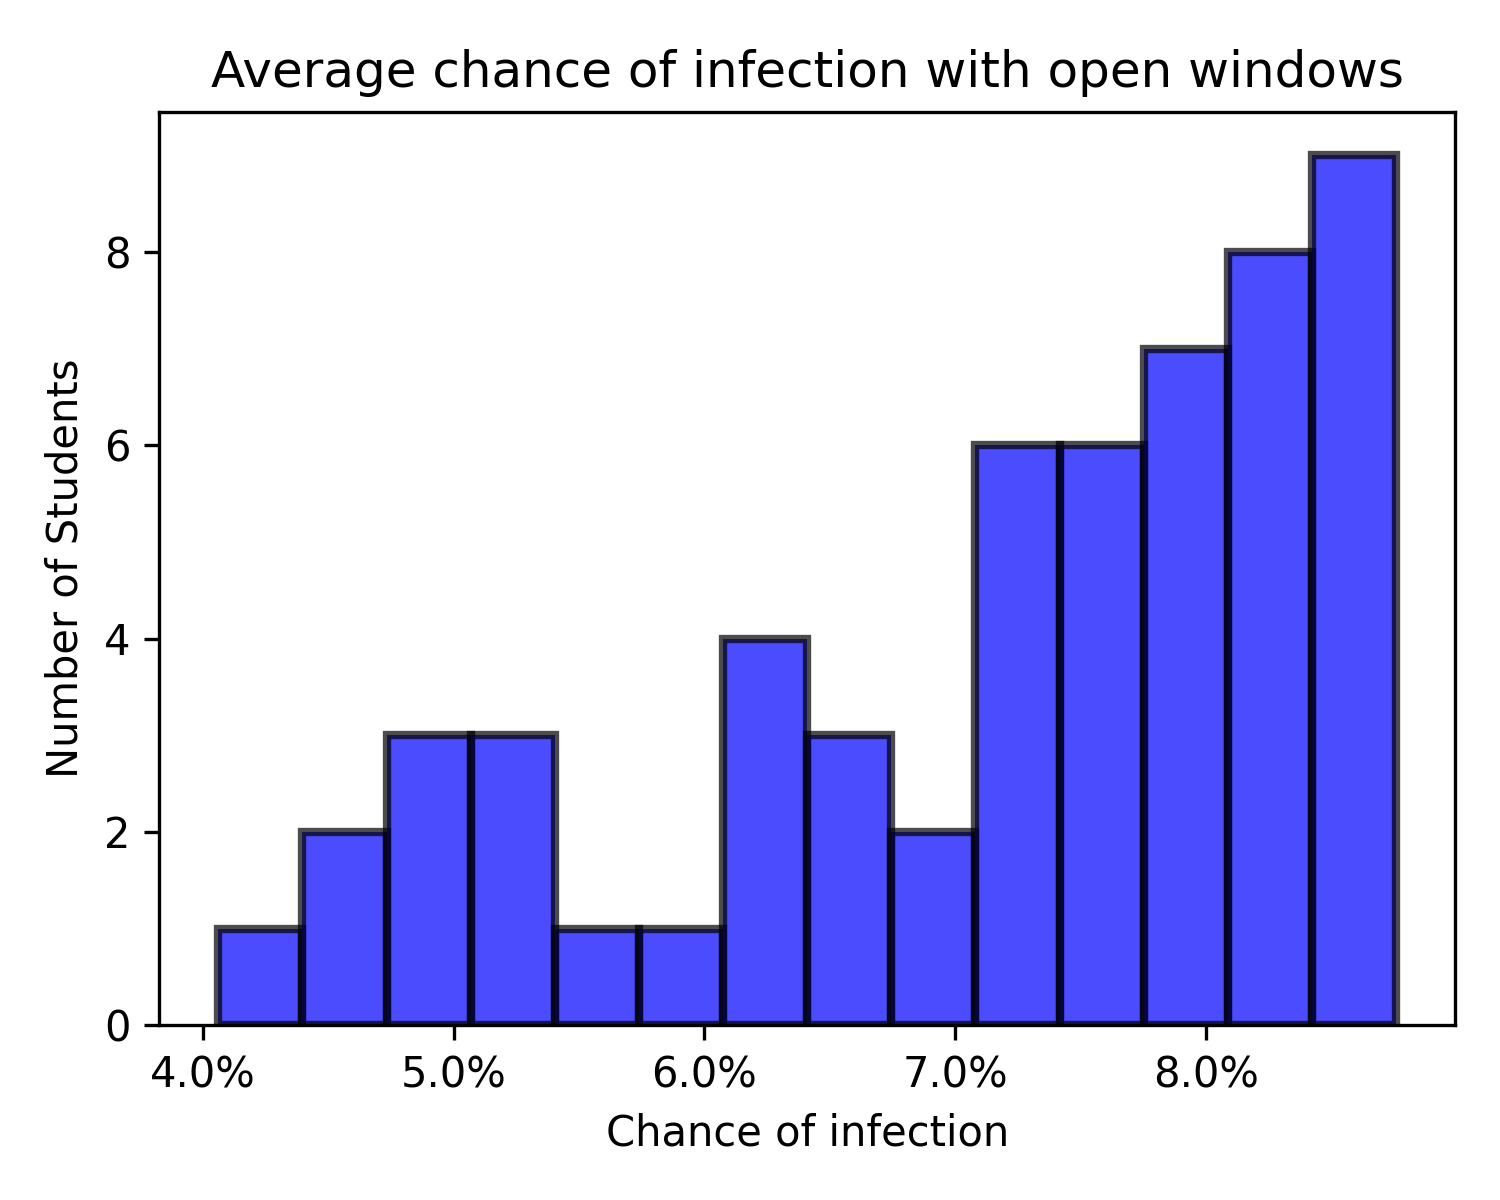 Average chance of infection with open windows
Number of Students
8
6
4
2
0
4.0% 5.0% 6.0% 7.0% 8.0%
Chance of infection